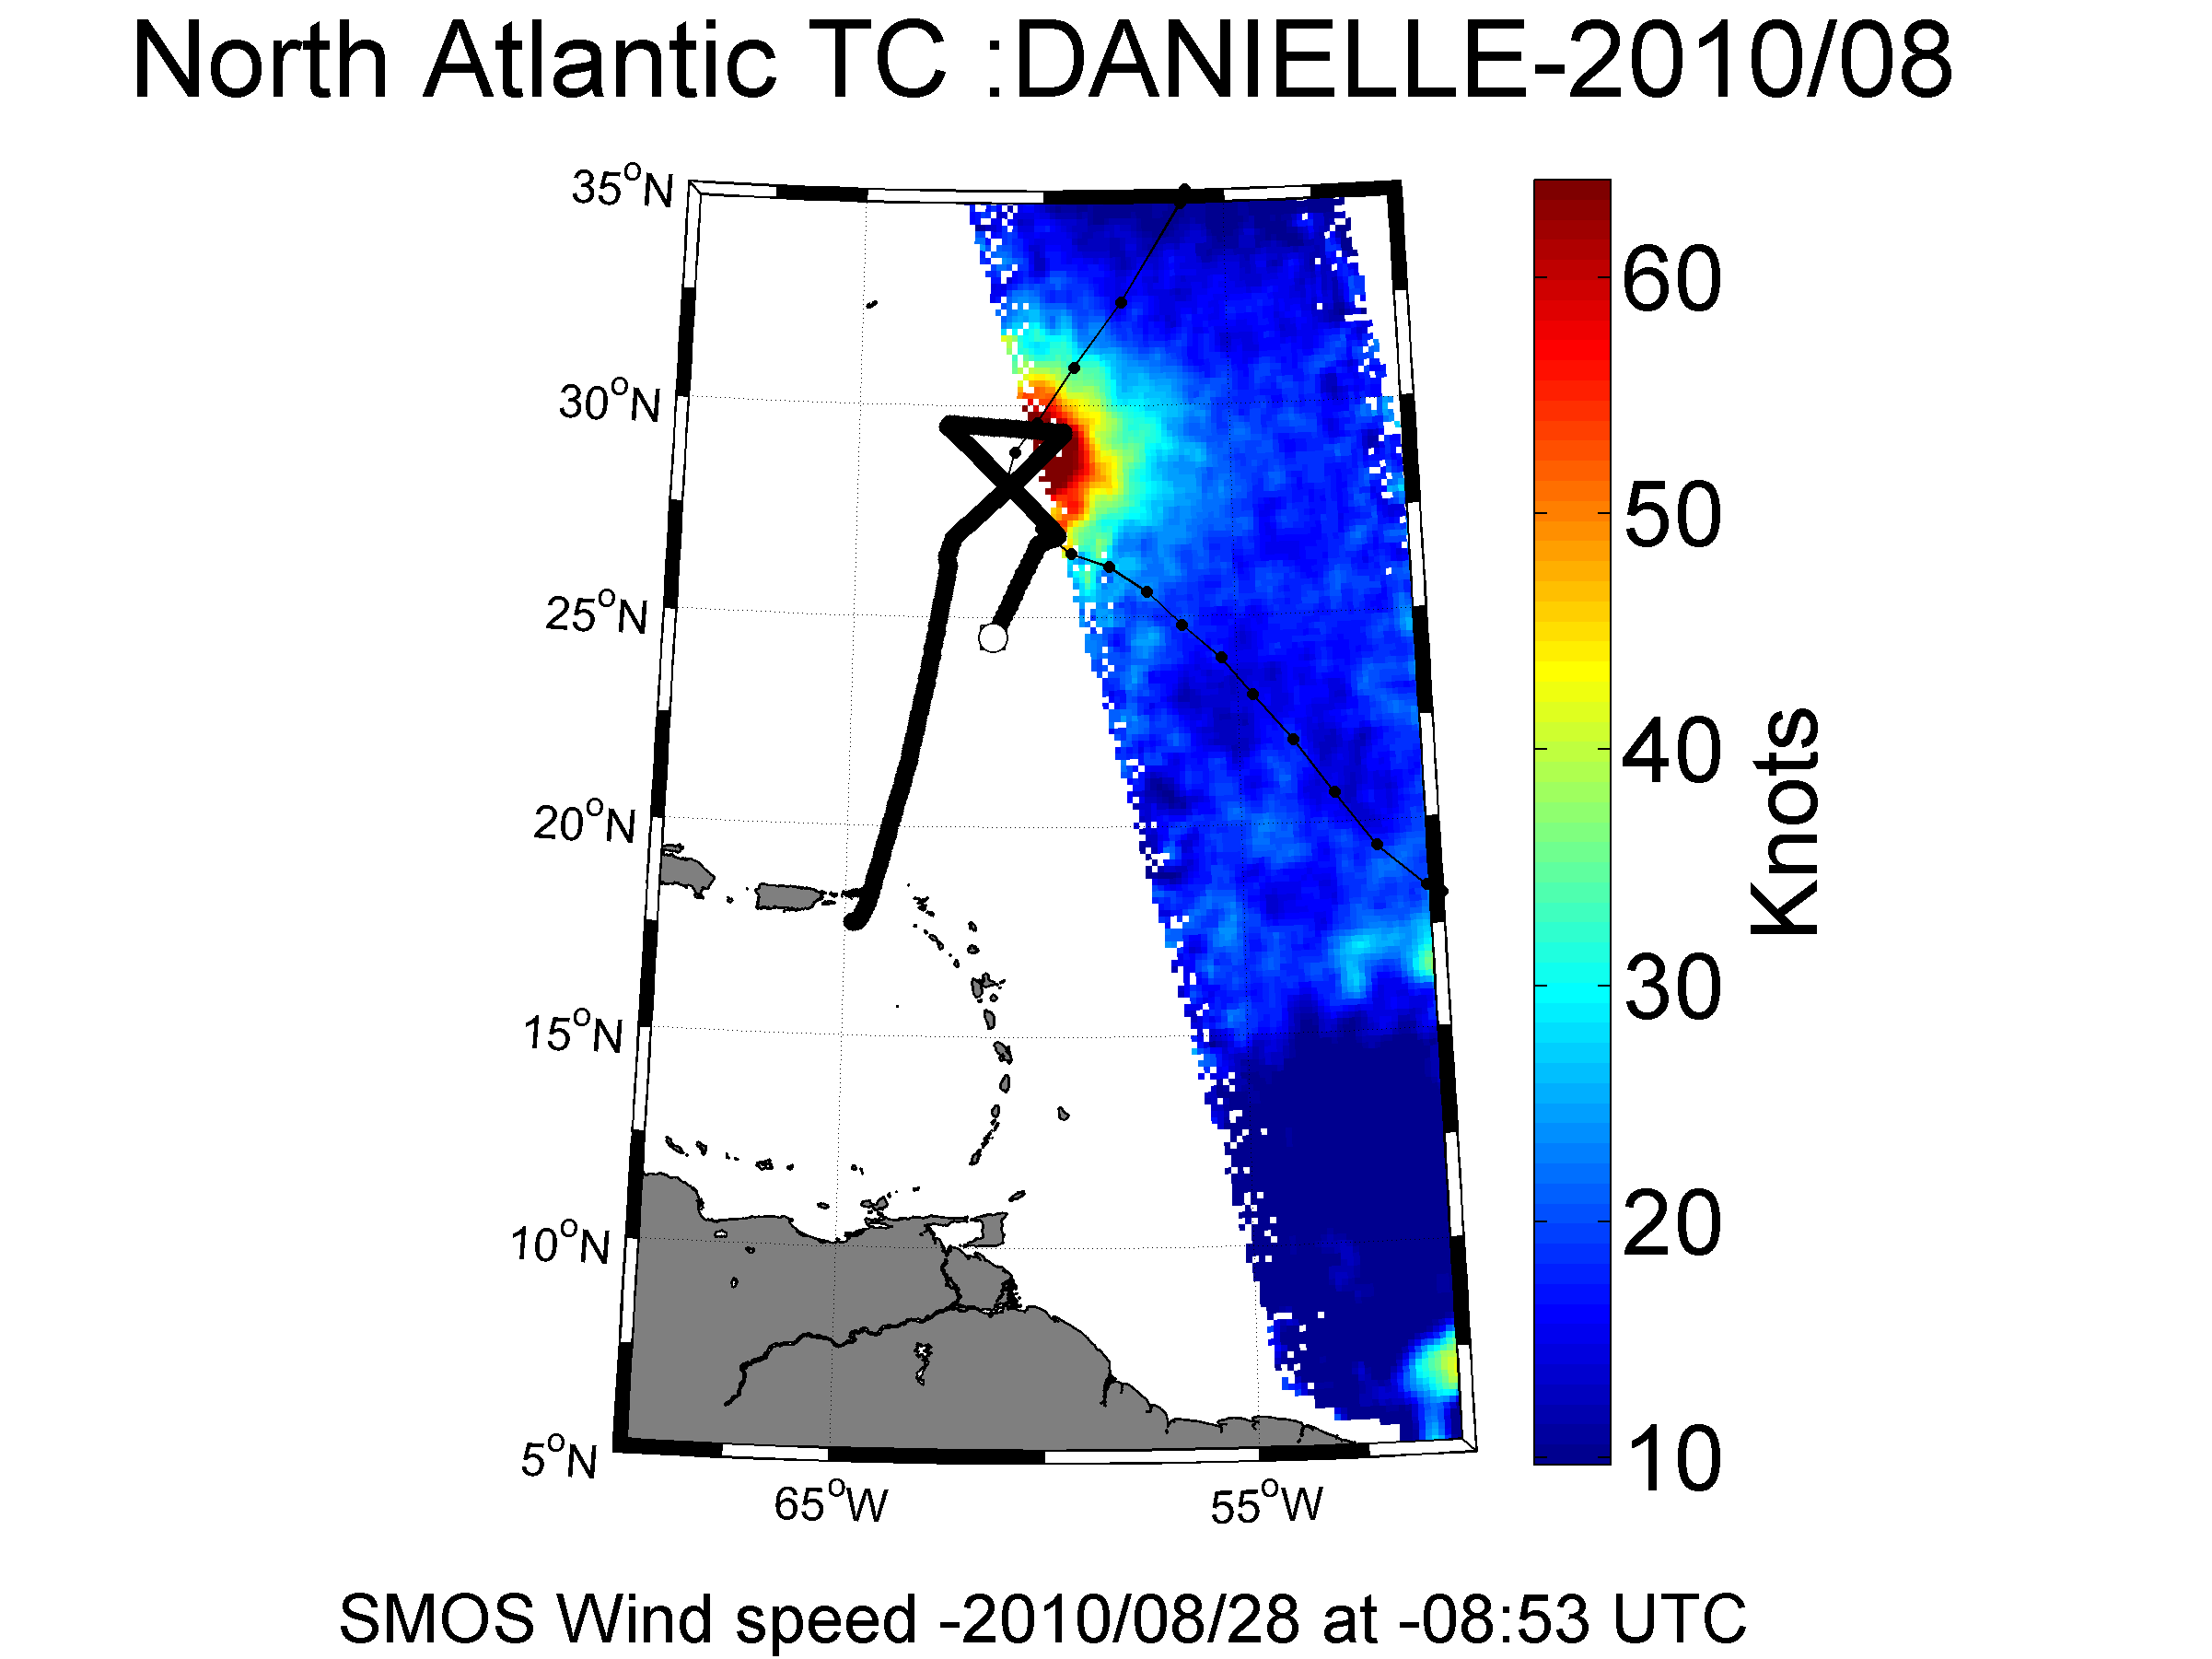 North Atlantic TC :DANIELLE-2010/08
35°N
30°N
25°N
20°N
15°N
10°N
5°N
65°W
55°W
60
50
40
30
20
10
Knots
SMOS Wind speed -2010/08/28 at -08:53 UTC